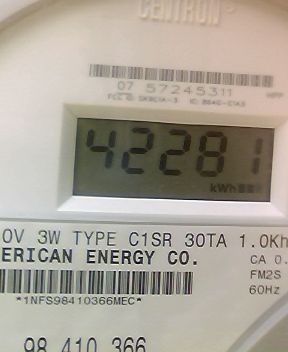 CENTRON
07 57245311
42281
kWh
0V 3W TYPE C1SR 30TA 1.0Kh
ERICAN ENERGY CO.
CA 0.
FM2S
60Hz
*1NFS98410366MEC*
98 410 366